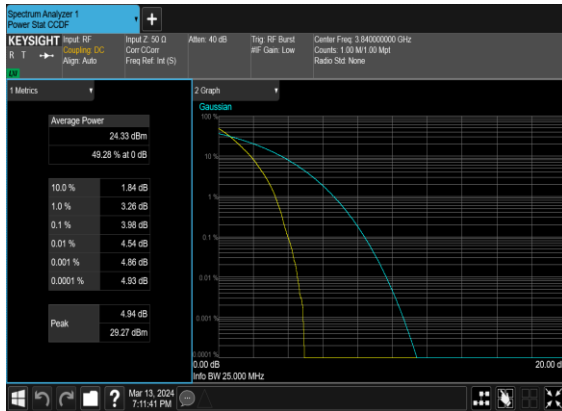 Spectrum Analyzer 1
Power Stat CCDF
+
KEYSIGHT
R T
LXI
Input: RF
Coupling: DC
Align: Auto
Input Z: 50 Ω
Corr CCorr
Freq Ref: Int (S)
Atten: 40 dB
Trig: RF Burst
#IF Gain: Low
Center Freq: 3.840000000 GHz
Counts: 1.00 M/1.00 Mpt
Radio Std: None
1 Metrics
Average Power
24.33 dBm
49.28 % at 0 dB
10.0 % 1.84 dB
1.0 % 3.26 dB
0.1 % 3.98 dB
0.01 % 4.54 dB
0.001 % 4.86 dB
0.0001 % 4.93 dB
Peak
4.94 dB
29.27 dBm
2 Graph
Gaussian
100 %
10 %
1 %
0.1 %
0.01 %
0.001 %
0.0001 %
0.00 dB 20.00 d
Info BW 25.000 MHz
? Mar 13, 2024
7:11:41 PM